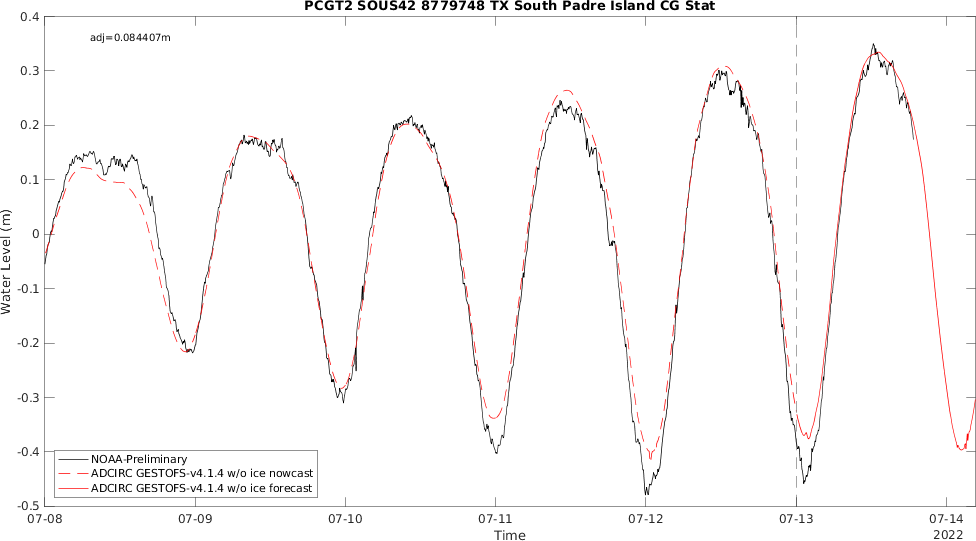 PCGT2 SOUS42 8779748 TX South Padre Island CG Stat
adj=0.084407m
0.4
0.3
0.2
0.1
0
-0.1
-0.2
-0.3
-0.4
-0.5
Water Level (m)
NOAA-Preliminary
ADCIRC GESTOFS-v4.1.4 w/o ice nowcast
ADCIRC GESTOFS-v4.1.4 w/o ice forecast
07-08 07-09 07-10 07-11 07-12 07-13 07-14
Time
2022